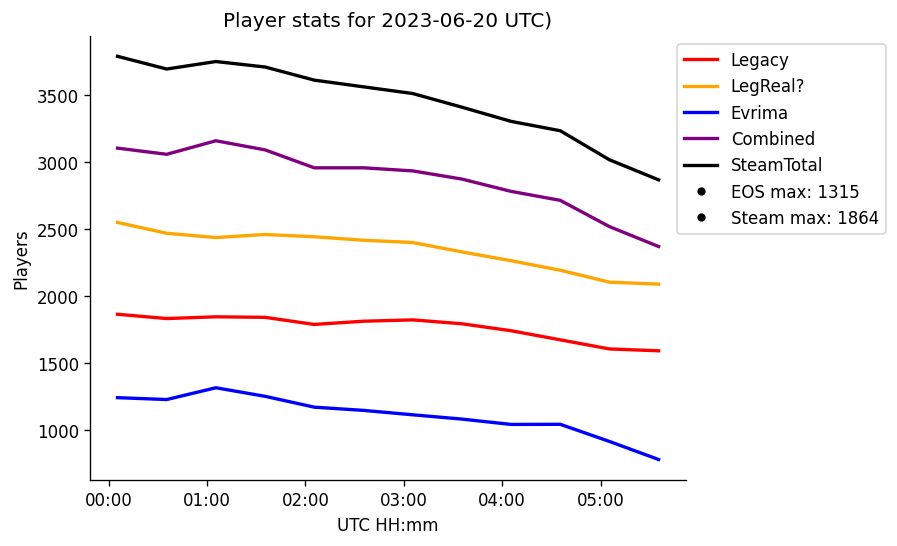 Player stats for 2023-06-20 UTC)
Players
3500
3000
2500
2000
1500
1000
00:00 01:00 02:00 03:00 04:00 05:00
UTC HH:mm
Legacy
LegReal?
Evrima
Combined
SteamTotal
EOS max: 1315
Steam max: 1864